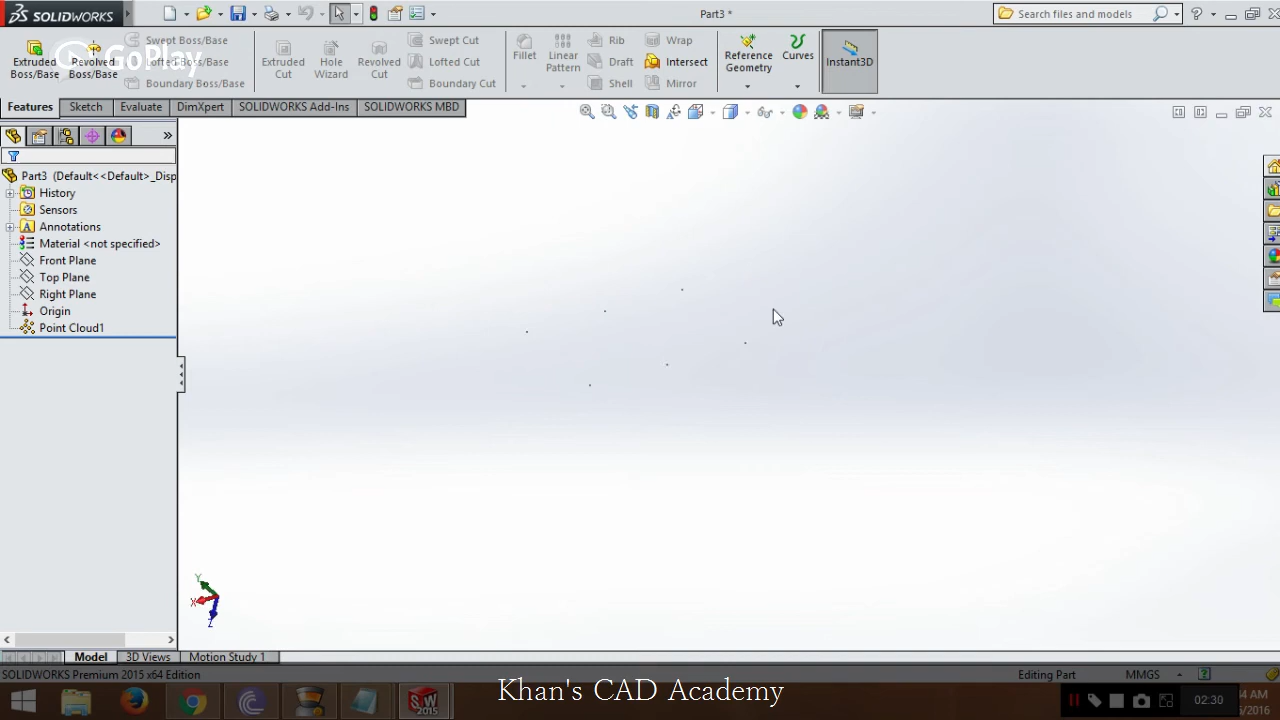 SOLIDWORKS
Part3 *
Search files and models
GoPlay
Extruded Boss/Base
Revolved Boss/Base
Swept Boss/Base
Lofted Boss/Base
Boundary Boss/Base
Extruded Cut
Hole Wizard
Revolved Cut
Swept Cut
Lofted Cut
Boundary Cut
Fillet
Linear Pattern
Rib
Draft
Shell
Wrap
Intersect
Mirror
Reference Geometry
Curves
Instant3D
Features
Sketch
Evaluate
DimXpert
SOLIDWORKS Add-Ins
SOLIDWORKS MBD
Part3 (Default<<Default>_Disp
History
Sensors
Annotations
Material <not specified>
Front Plane
Top Plane
Right Plane
Origin
Point Cloud1
Y
X
Z
Model
3D Views
Motion Study 1
SOLIDWORKS Premium 2015 x64 Edition
Editing Part
MMGS
Khan's CAD Academy
02:30